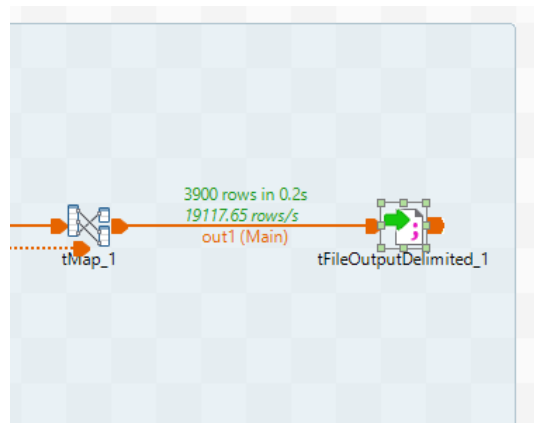 3900 rows in 0.2s
19117.65 rows/s
out1 (Main)
tMap_1
tFileOutputDelimited_1